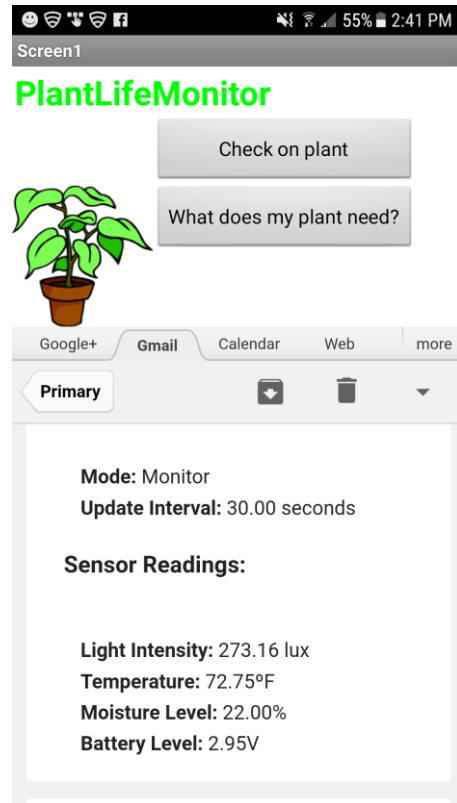 55% 2:41 PM
Screen1
PlantLifeMonitor
Check on plant
What does my plant need?
Google+ Gmail Calendar Web more
Primary
Mode: Monitor
Update Interval: 30.00 seconds
Sensor Readings:
Light Intensity: 273.16 lux
Temperature: 72.75ºF
Moisture Level: 22.00%
Battery Level: 2.95V